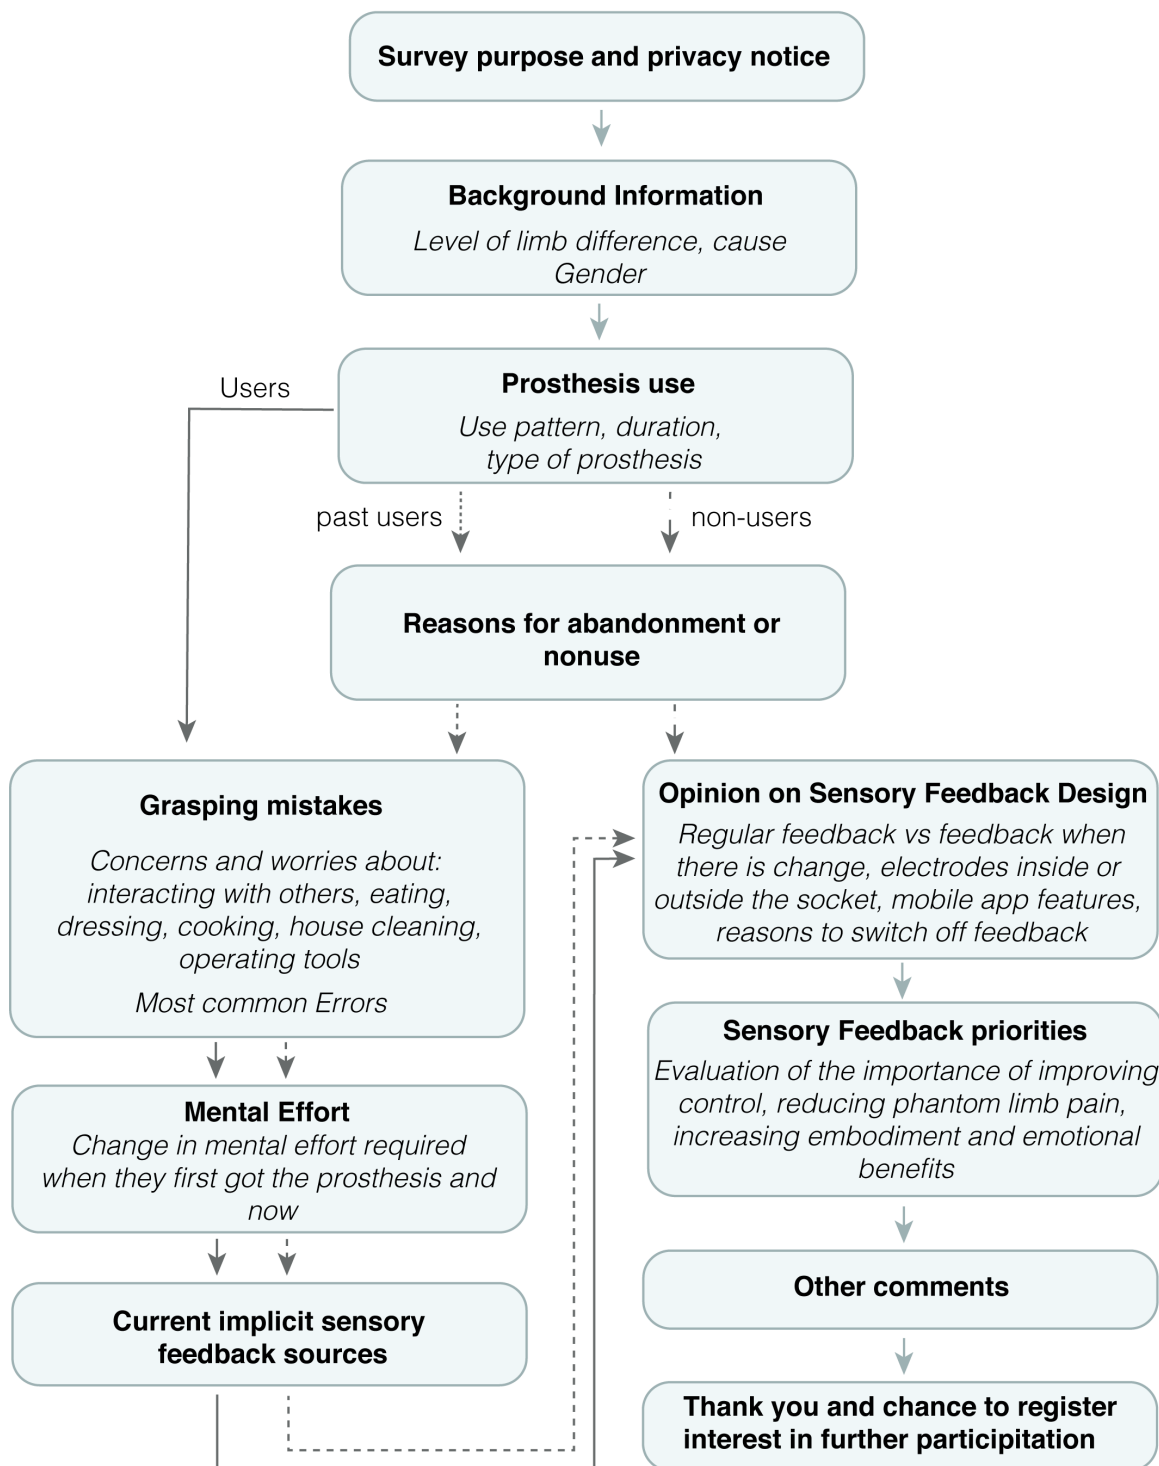 Survey purpose and privacy notice
Background Information
Level of limb difference, cause
Gender
Users
Prosthesis use
Use pattern, duration,
type of prosthesis
past users
non-users
Reasons for abandonment or
nonuse
Grasping mistakes
Concerns and worries about:
interacting with others, eating,
dressing, cooking, house cleaning,
operating tools
Most common Errors
Mental Effort
Change in mental effort required
when they first got the prosthesis and
now
Current implicit sensory
feedback sources
Opinion on Sensory Feedback Design
Regular feedback vs feedback when
there is change, electrodes inside or
outside the socket, mobile app features,
reasons to switch off feedback
Sensory Feedback priorities
Evaluation of the importance of improving
control, reducing phantom limb pain,
increasing embodiment and emotional
benefits
Other comments
Thank you and chance to register
interest in further participitation